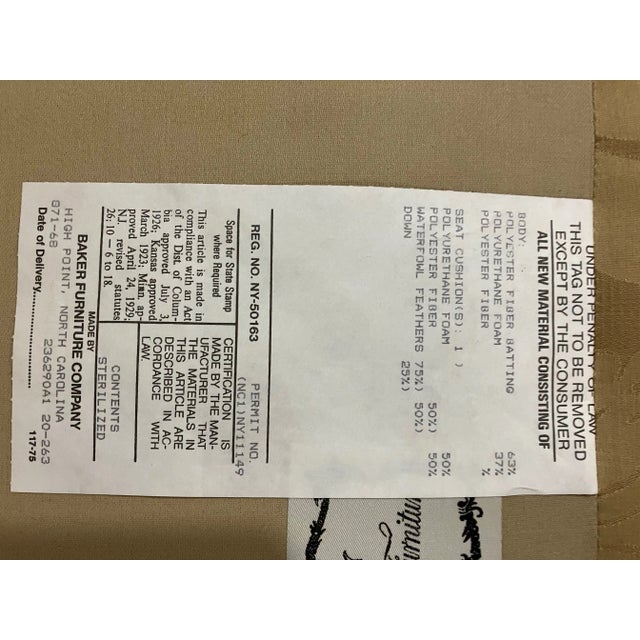 UNDER PENALTY OF LAW
THIS TAG NOT TO BE REMOVED
EXCEPT BY THE CONSUMER
ALL NEW MATERIAL CONSISTING OF
BODY:
POLYESTER FIBER BATTING 63%
POLYURETHANE FOAM 37%
POLYESTER FIBER %
SEAT CUSHION(S): 1 )
POLYURETHANE FOAM 50%
POLYESTER FIBER 50%) 50%
WATERFOWL FEATHERS 75%) 50%)
DOWN 25%)
PERMIT NO.
REG. NO. NY-50163 (NC1)NY11149
Space for State Stamp
where Required
This article is made in
compliance with an Act
of the Dist of Colum-
bia approved July 3,
1926; Kansas approved
March 1923; Minn. ap-
proved April 24, 1929;
N.J. revised statutes
26; 10 — 6 to 18.
CERTIFICATION IS
MADE BY THE MAN-
UFACTURER THAT
THE MATERIALS IN
THIS ARTICLE ARE
DESCRIBED IN AC-
CORDANCE WITH
LAW.
CONTENTS
STERILIZED
MADE BY
BAKER FURNITURE COMPANY
HIGH POINT, NORTH CAROLINA
871-68 236290A1 20-263
Date of Delivery
117-75